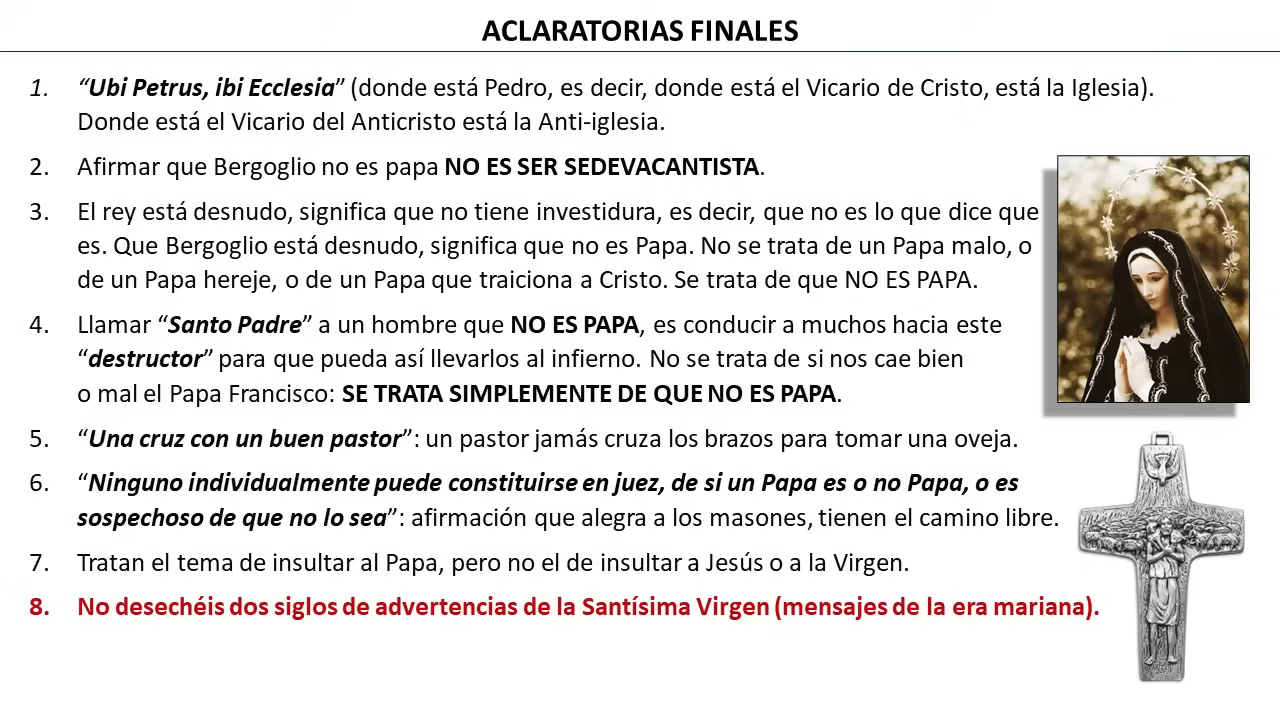 ACLARATORIAS FINALES
1. “Ubi Petrus, ibi Ecclesia” (donde está Pedro, es decir, donde está el Vicario de Cristo, está la Iglesia).
Donde está el Vicario del Anticristo está la Anti-iglesia.
2. Afirmar que Bergoglio no es papa NO ES SER SEDEVACANTISTA.
3. El rey está desnudo, significa que no tiene investidura, es decir, que no es lo que dice que
es. Que Bergoglio está desnudo, significa que no es Papa. No se trata de un Papa malo, o
de un Papa hereje, o de un Papa que traiciona a Cristo. Se trata de que NO ES PAPA.
4. Llamar “Santo Padre” a un hombre que NO ES PAPA, es conducir a muchos hacia este
“destructor” para que pueda así llevarlos al infierno. No se trata de si nos cae bien
o mal el Papa Francisco: SE TRATA SIMPLEMENTE DE QUE NO ES PAPA.
5. “Una cruz con un buen pastor”: un pastor jamás cruza los brazos para tomar una oveja.
6. “Ninguno individualmente puede constituirse en juez, de si un Papa es o no Papa, o es
sospechoso de que no lo sea”: afirmación que alegra a los masones, tienen el camino libre.
7. Tratan el tema de insultar al Papa, pero no el de insultar a Jesús o a la Virgen.
8. No desechéis dos siglos de advertencias de la Santísima Virgen (mensajes de la era mariana).